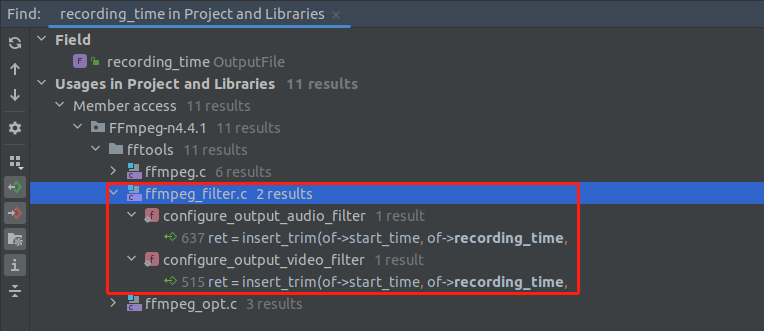 Find: recording_time in Project and Libraries ×
Field
recording_time OutputFile
Usages in Project and Libraries 11 results
Member access 11 results
FFmpeg-n4.4.1 11 results
fftools 11 results
ffmpeg.c 6 results
ffmpeg_filter.c 2 results
configure_output_audio_filter 1 result
637 ret = insert_trim(of->start_time, of->recording_time,
configure_output_video_filter 1 result
515 ret = insert_trim(of->start_time, of->recording_time,
ffmpeg_opt.c 3 results